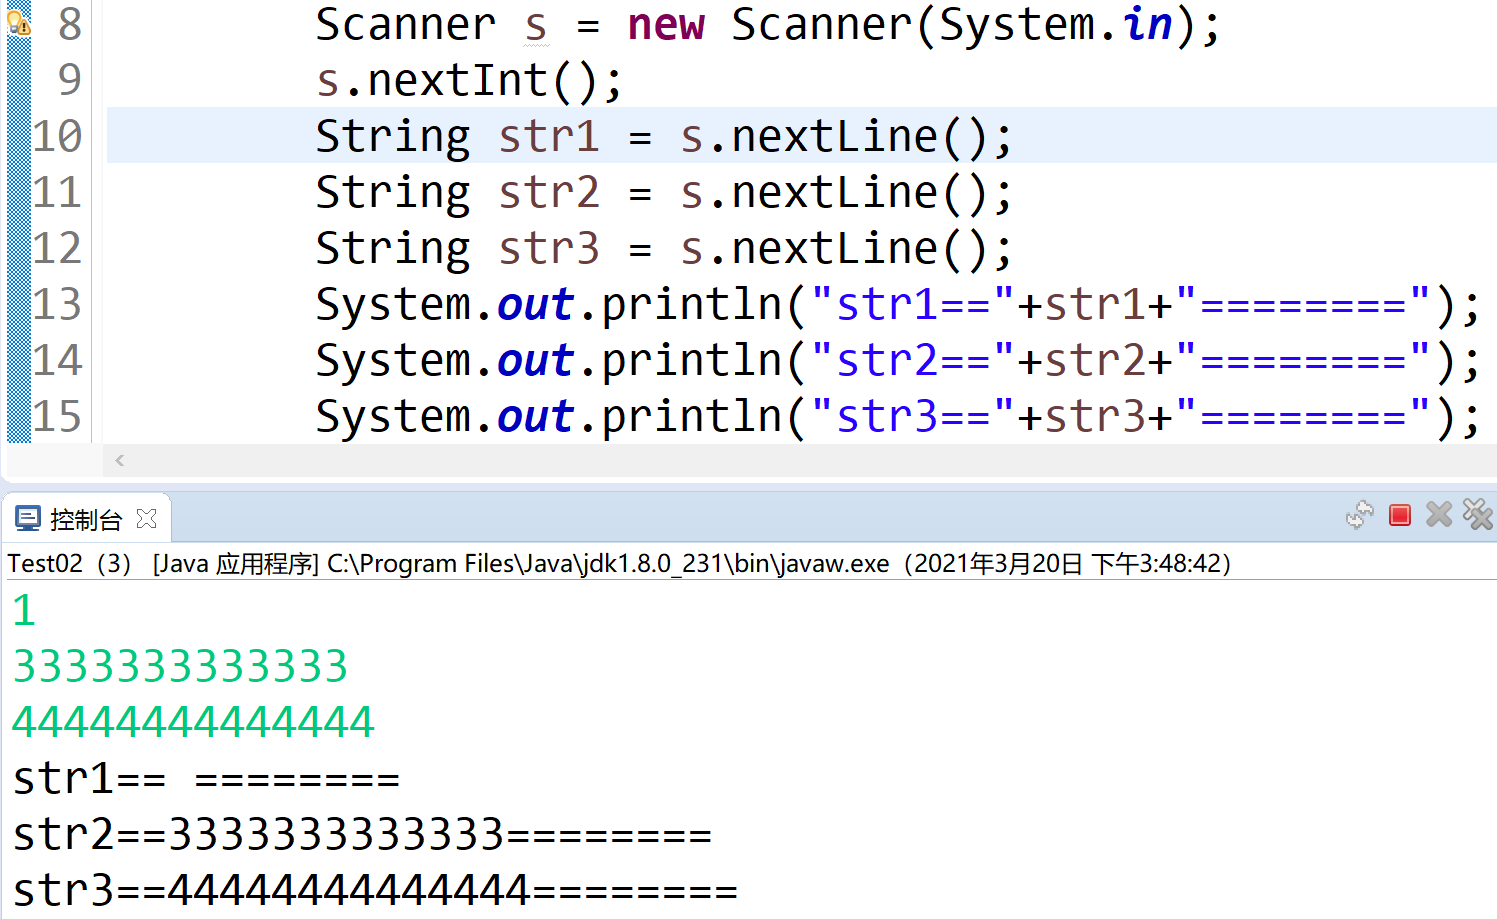 8 Scanner s = new Scanner(System.in);
9 s.nextInt();
10 String str1 = s.nextLine();
11 String str2 = s.nextLine();
12 String str3 = s.nextLine();
13 System.out.println("str1=="+str1+"========");
14 System.out.println("str2=="+str2+"========");
15 System.out.println("str3=="+str3+"========");
控制台
Test02（3） [Java 应用程序] C:\Program Files\Java\jdk1.8.0_231\bin\javaw.exe（2021年3月20日 下午3:48:42）
1
3333333333333
44444444444444
str1== ========
str2==3333333333333========
str3==44444444444444========